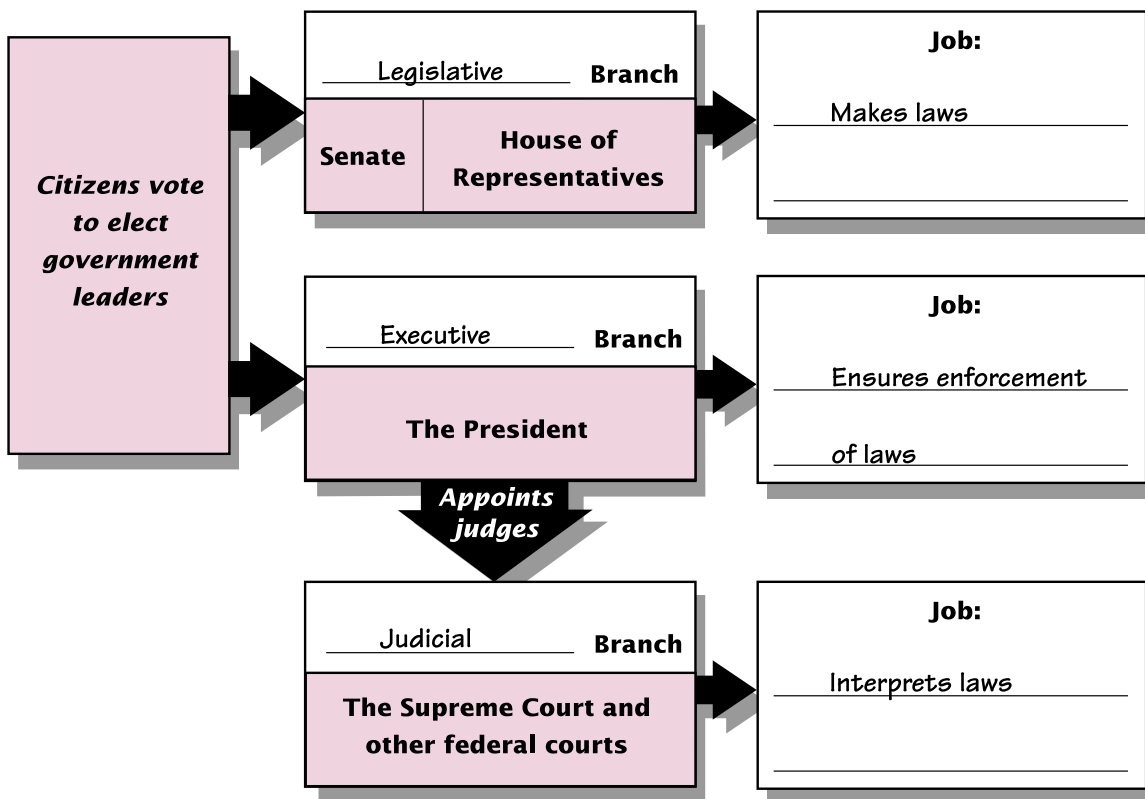 Citizens vote
to elect
government
leaders
Legislative Branch
Senate
House of
Representatives
Job:
Makes laws
Executive Branch
The President
Job:
Ensures enforcement
of laws
Appoints
judges
Judicial Branch
The Supreme Court and
other federal courts
Job:
Interprets laws